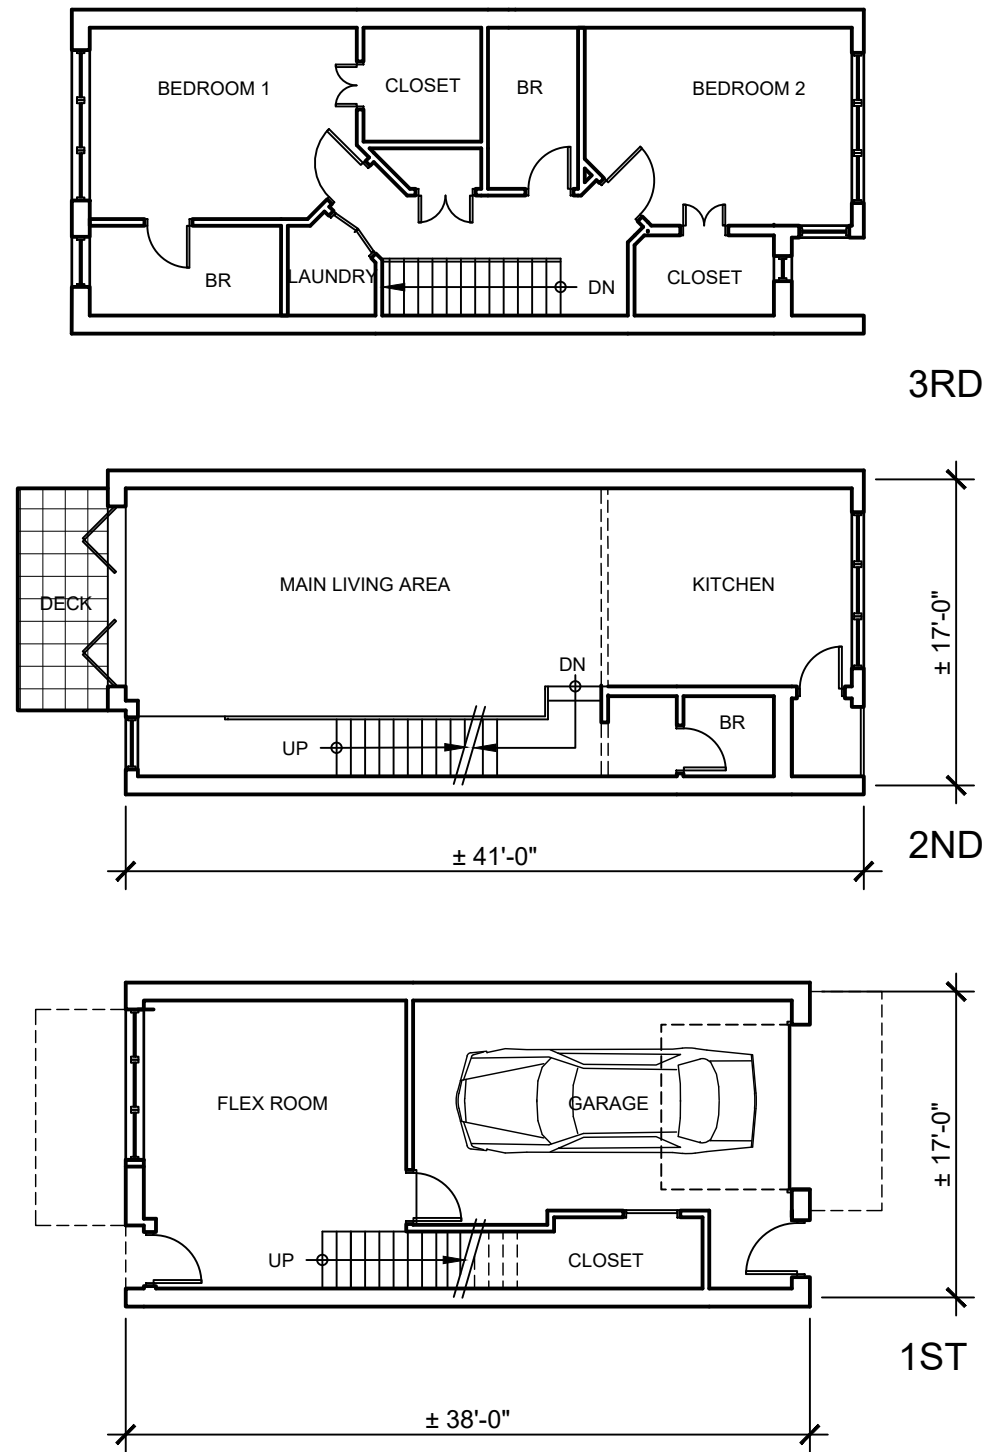 BEDROOM 1
CLOSET
BR
BEDROOM 2
BR
LAUNDRY
DN
CLOSET
3RD
MAIN LIVING AREA
KITCHEN
DECK
± 17'-0"
DN
UP
BR
2ND
± 41'-0"
FLEX ROOM
GARAGE
± 17'-0"
UP
CLOSET
1ST
± 38'-0"